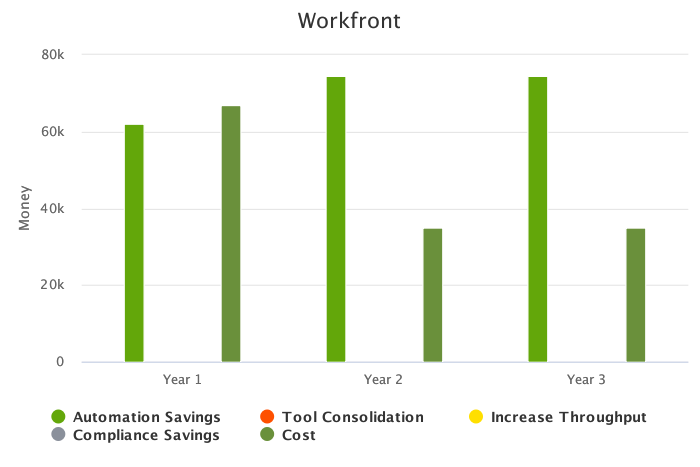 Workfront
80k
60k
40k
20k
0
Money
Year 1 Year 2 Year 3
Automation Savings Tool Consolidation Increase Throughput
Compliance Savings Cost